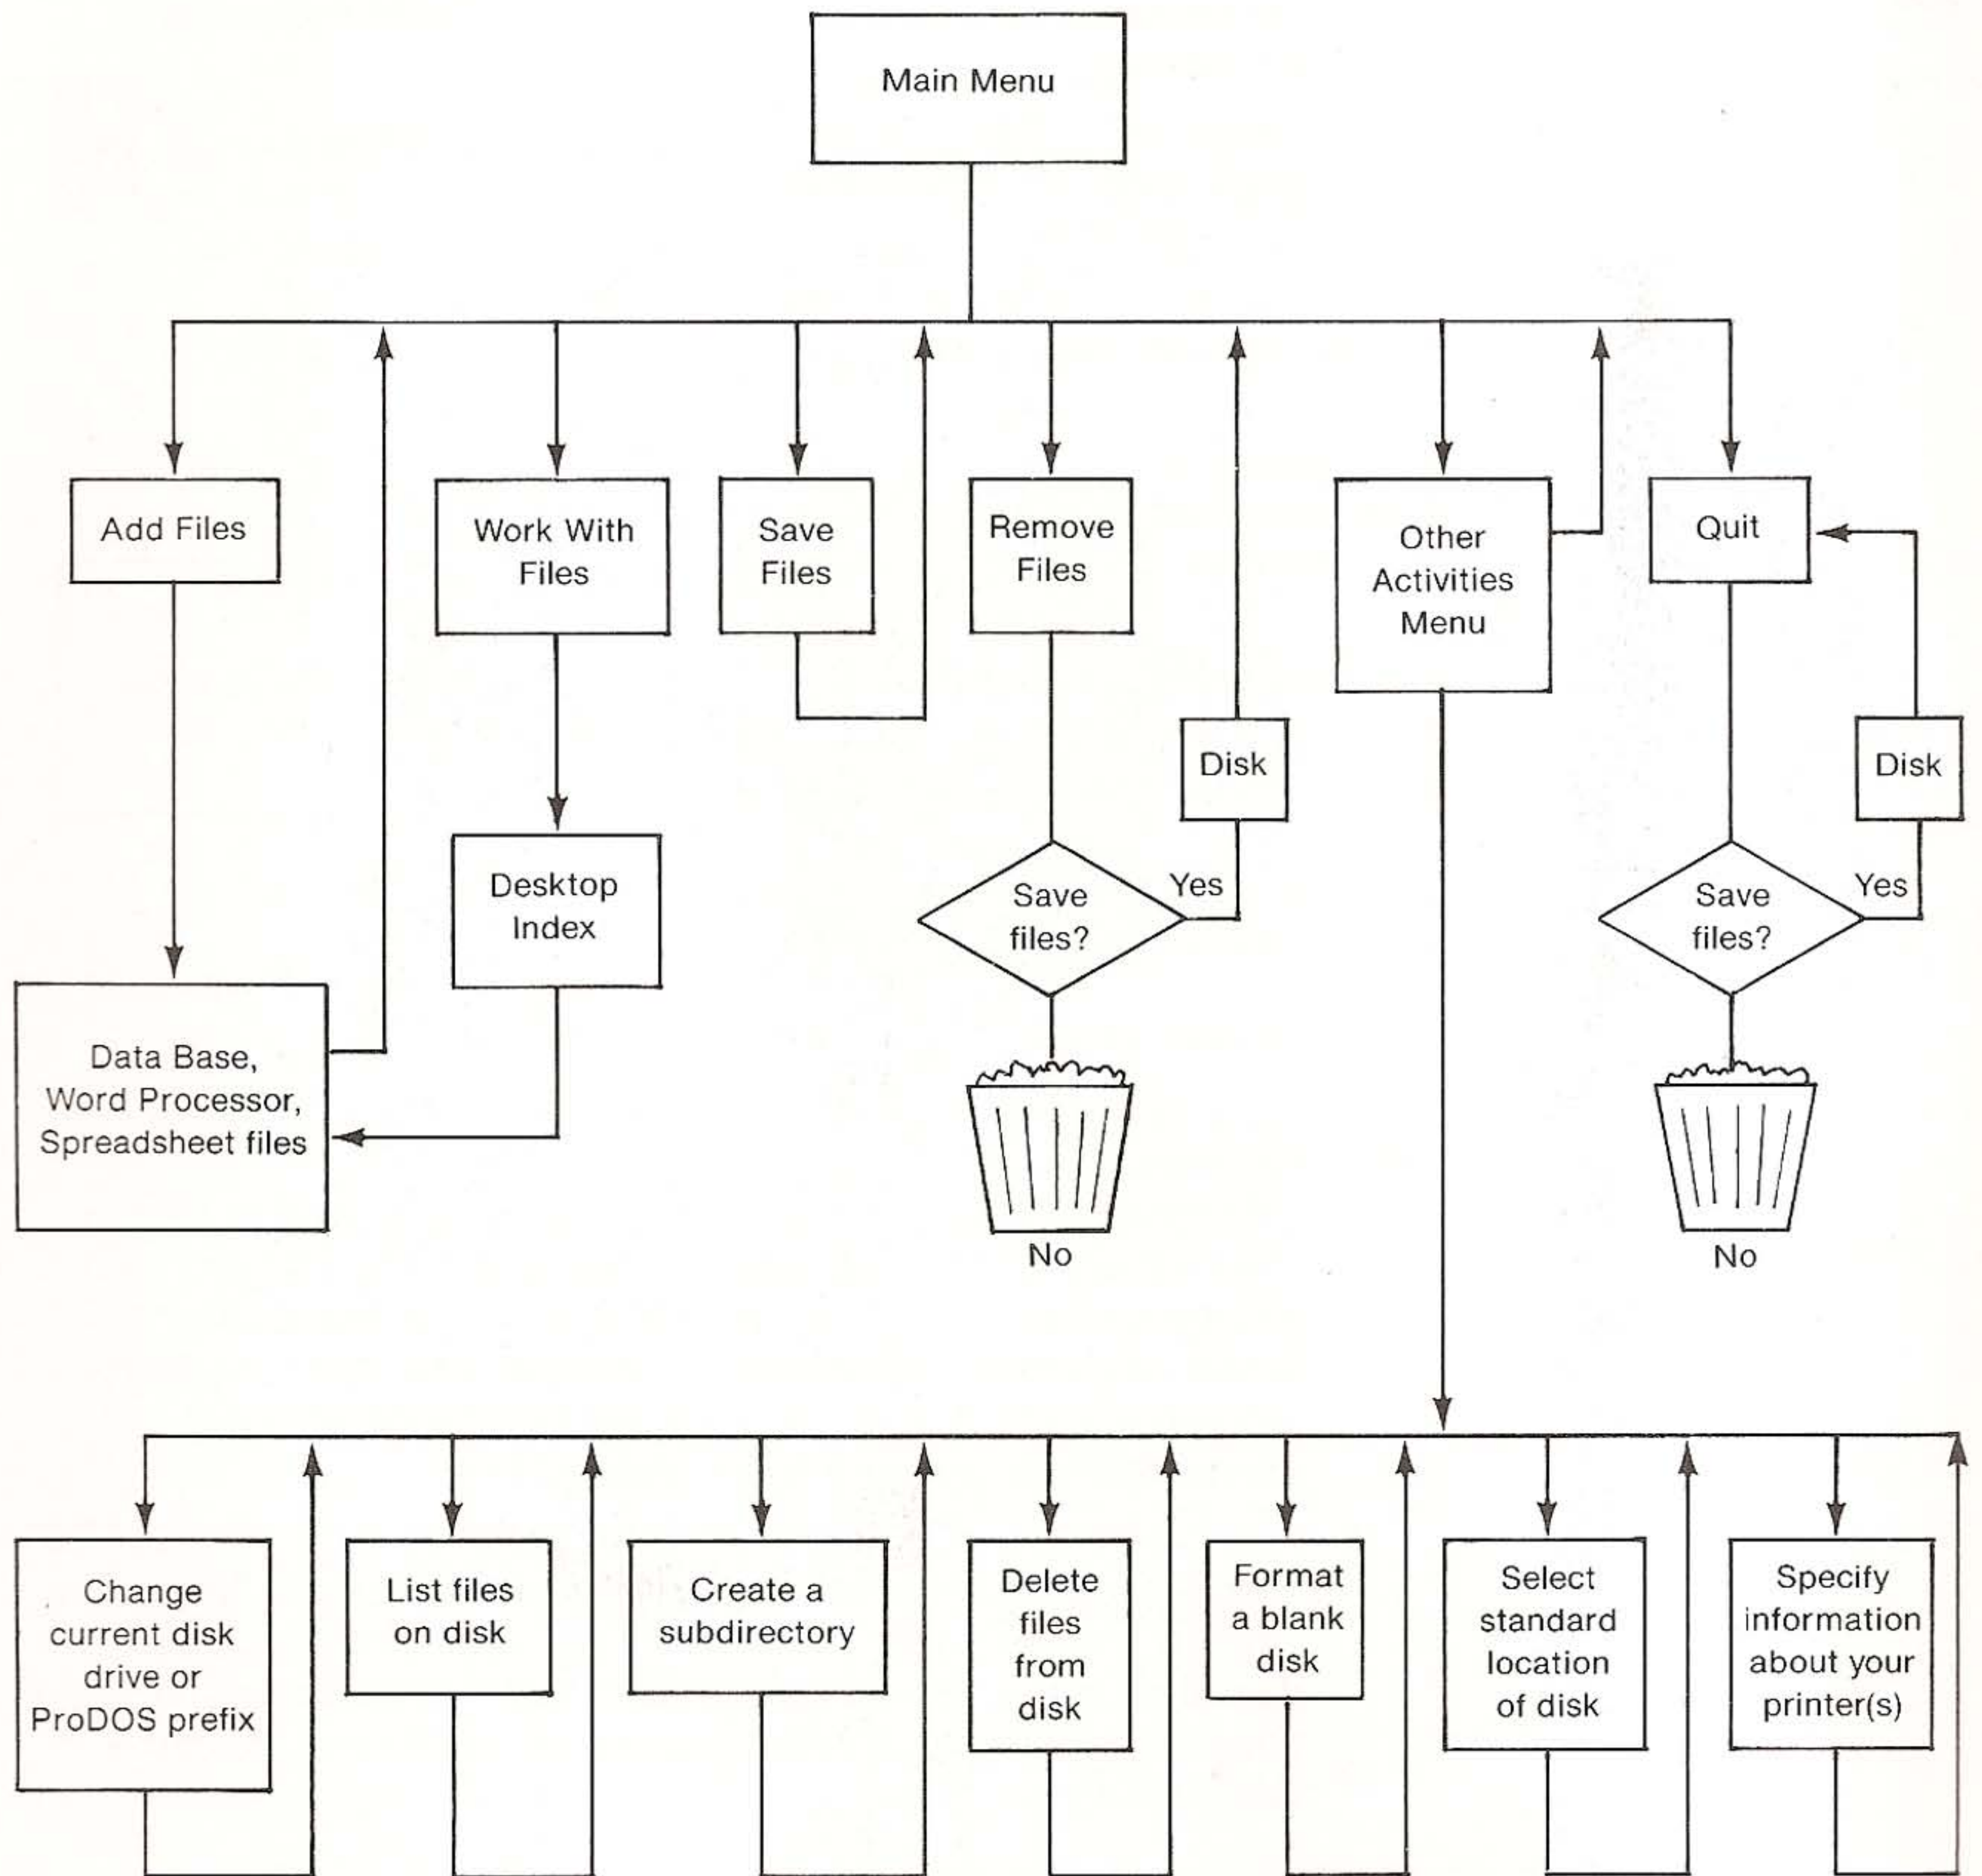 Main Menu
Add Files
Work With
Files
Save
Files
Remove
Files
Other
Activities
Menu
Quit
Disk
Disk
Desktop
Index
Save
files?
Yes
Save
files?
Yes
Data Base,
Word Processor,
Spreadsheet files
No
No
Change
current disk
drive or
ProDOS prefix
List files
on disk
Create a
subdirectory
Delete
files
from
disk
Format
a blank
disk
Select
standard
location
of disk
Specify
information
about your
printer(s)